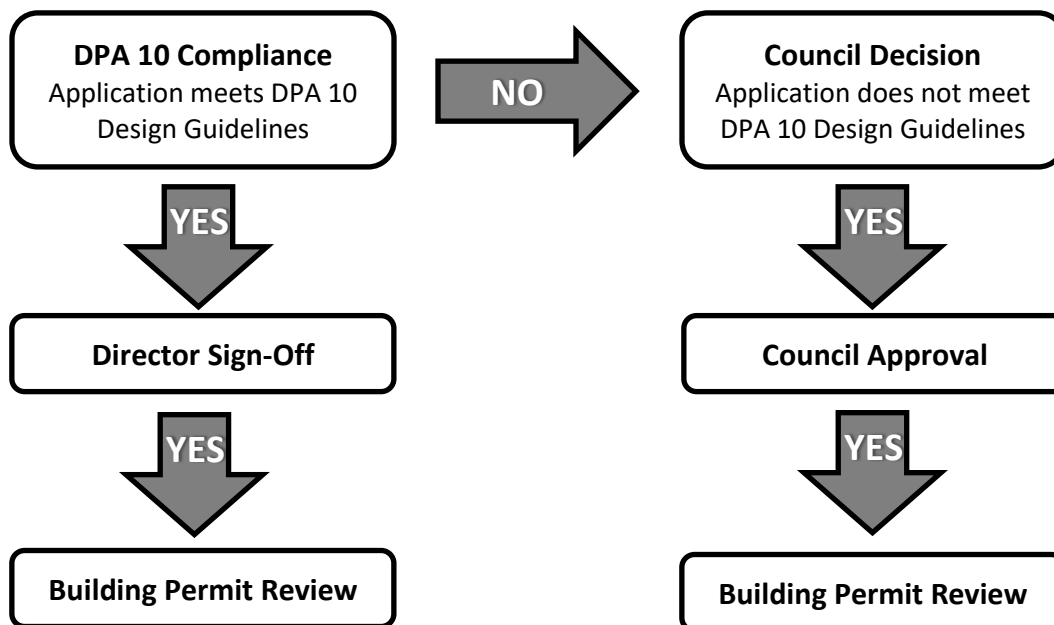 DPA 10 Compliance
Application meets DPA 10
Design Guidelines
NO
Council Decision
Application does not meet
DPA 10 Design Guidelines
YES
YES
Director Sign-Off
Council Approval
YES
YES
Building Permit Review
Building Permit Review